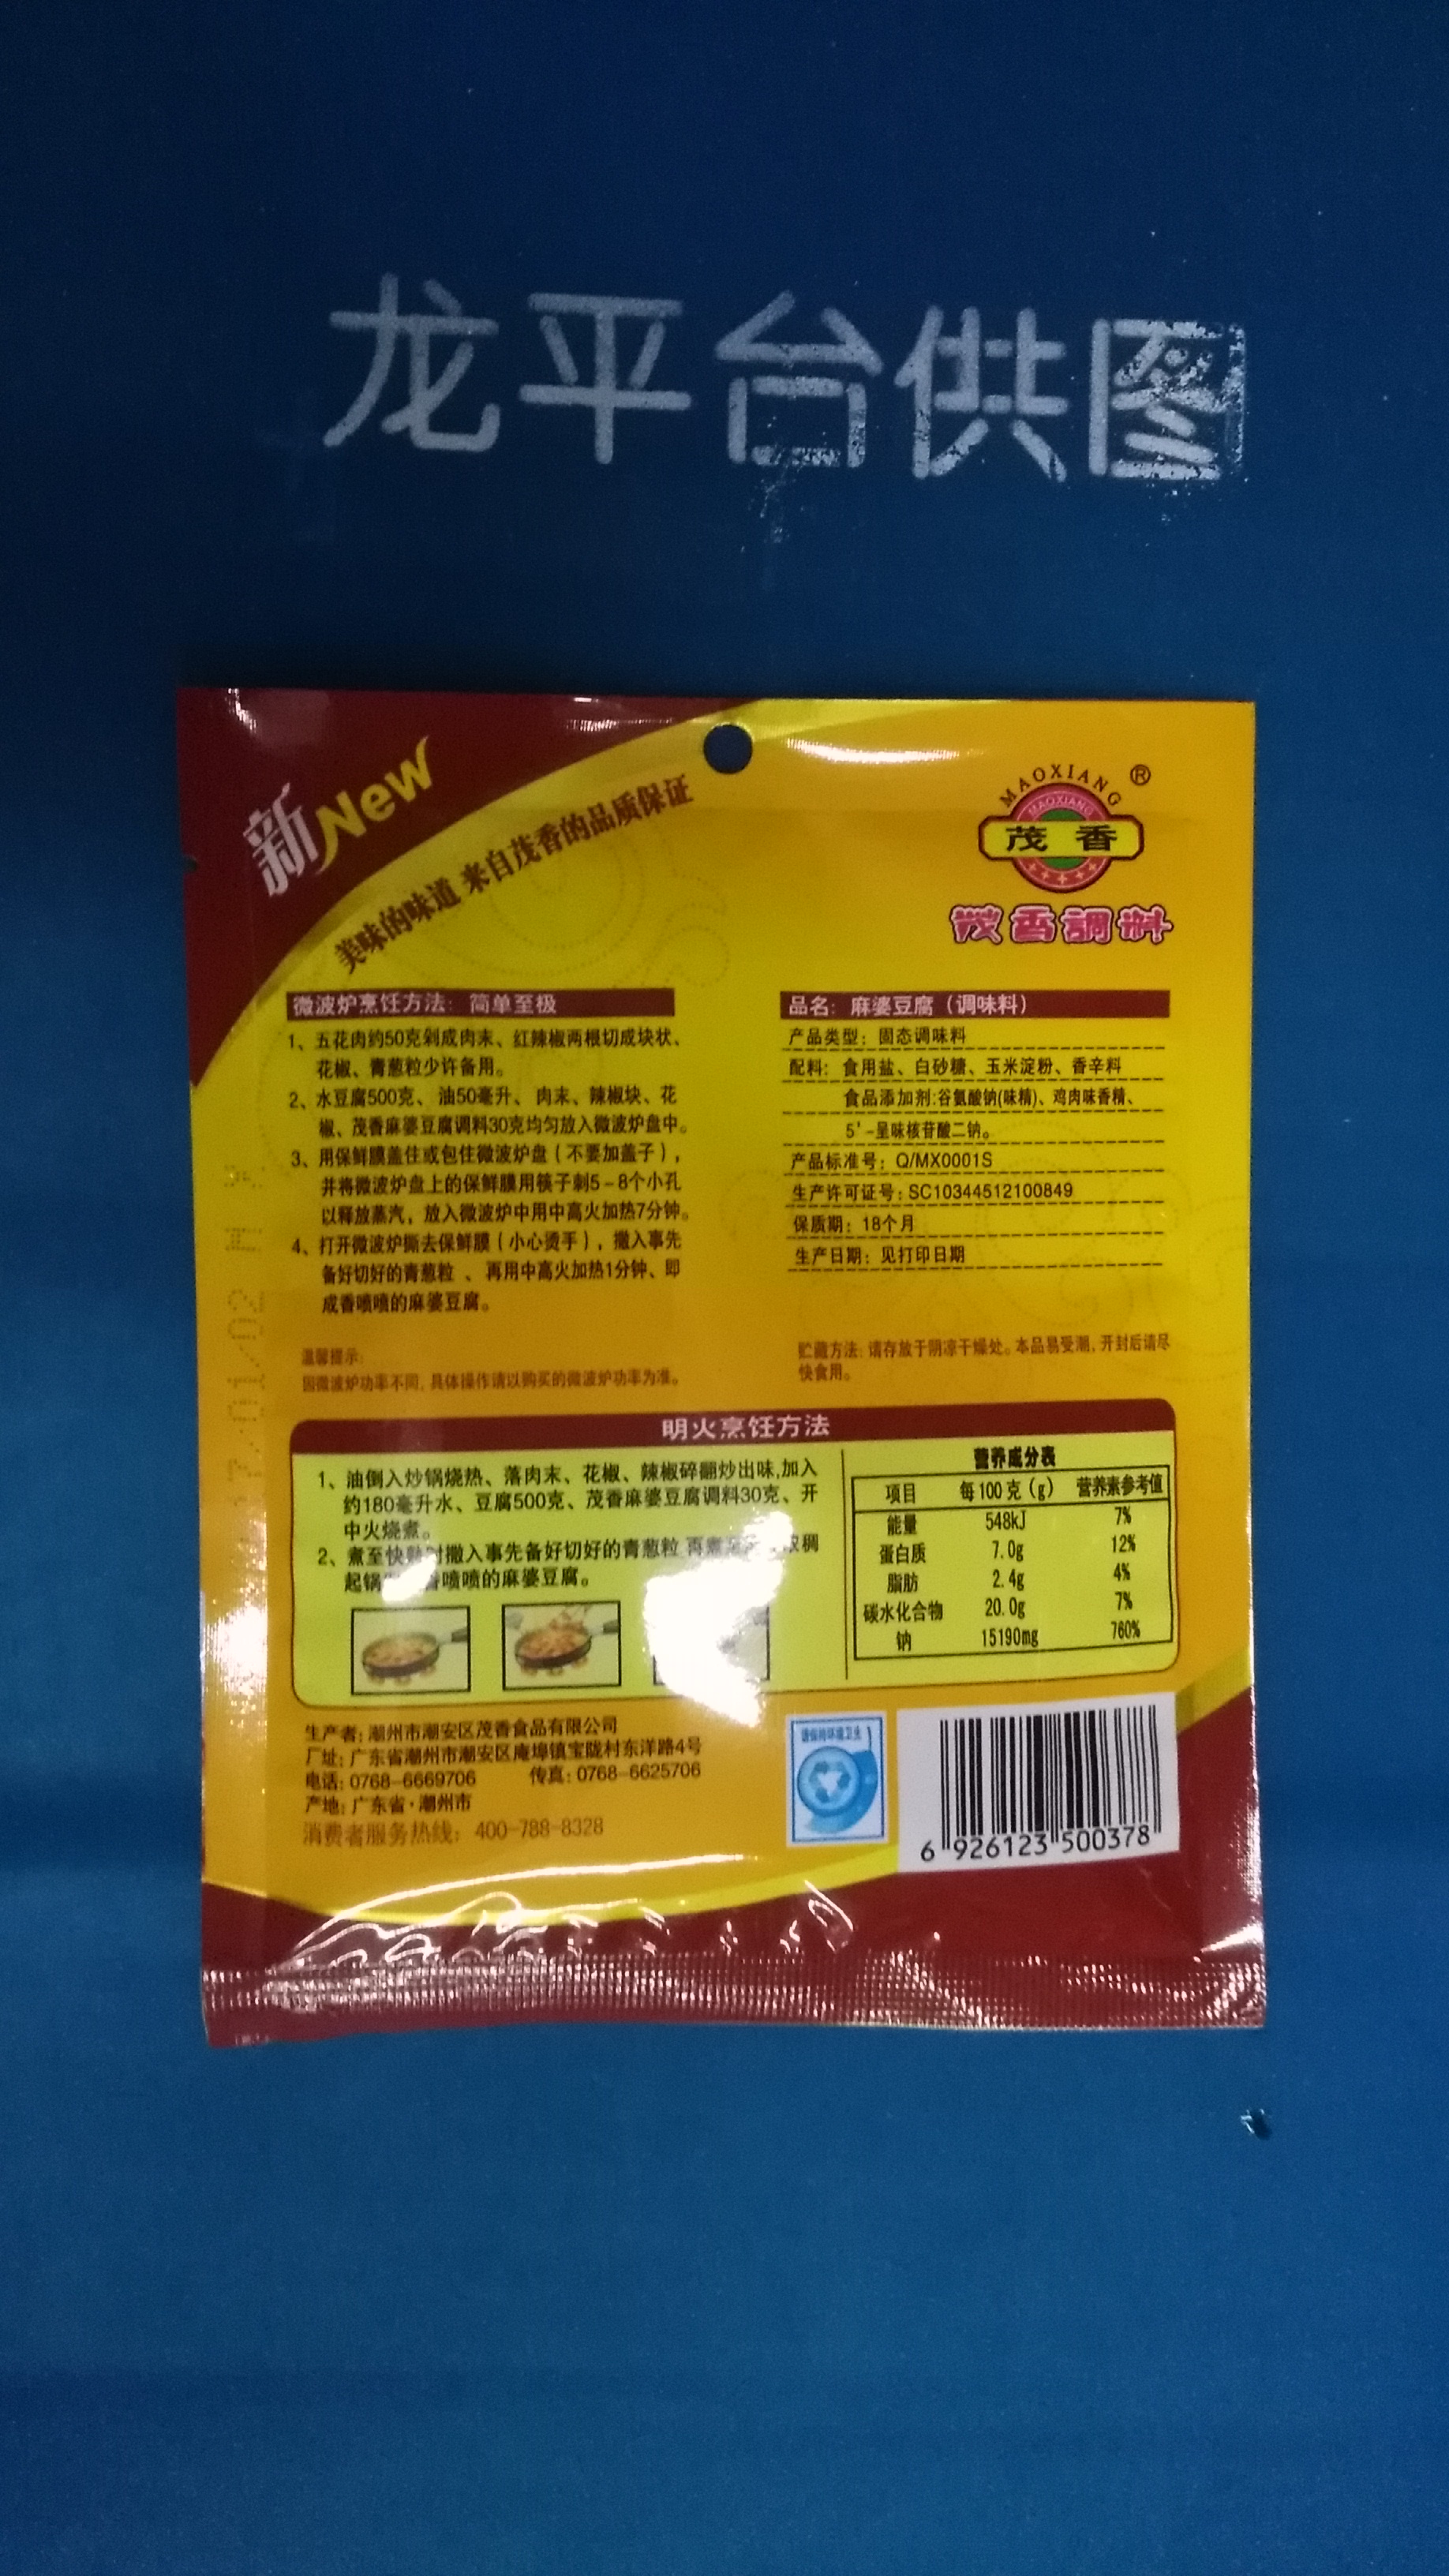 龙平台供图
新New
美味的味道 来自茂香的品质保证
MAOXIANG ®
MAOXIANG
茂香
茂香調料
微波炉烹饪方法: 简单至极
1、五花肉约50克剁成肉末、红辣椒两根切成块状、
花椒、青葱粒少许备用。
2、水豆腐500克、油50毫升、 肉末、辣椒块、花
椒、茂香麻婆豆腐调料30克均匀放入微波炉盘中。
3、用保鲜膜盖住或包住微波炉盘(不要加盖子),
并将微波炉盘上的保鲜膜用筷子刺5-8个小孔
以释放蒸汽, 放入微波炉中用中高火加热7分钟。
4、打开微波炉撕去保鲜膜(小心烫手), 撒入事先
备好切好的青葱粒 、再用中高火加热1分钟、即
成香喷喷的麻婆豆腐。
温馨提示:
因微波炉功率不同, 具体操作请以购买的微波炉功率为准。
品名: 麻婆豆腐(调味料)
产品类型: 固态调味料
配料: 食用盐、白砂糖、玉米淀粉、香辛料
食品添加剂:谷氨酸钠(味精)、鸡肉味香精、
5'-呈味核苷酸二钠。
产品标准号: Q/MX0001S
生产许可证号: SC10344512100849
保质期: 18个月
生产日期: 见打印日期
贮藏方法: 请存放于阴凉干燥处。本品易受潮, 开封后请尽
快食用。
明火烹饪方法
1、油倒入炒锅烧热、落肉末、花椒、辣椒碎翻炒出味,加入
约180毫升水、豆腐500克、茂香麻婆豆腐调料30克、开
中火烧煮。
2、煮至快熟时撒入事先备好切好的青葱粒 再煮 稠
起锅 香喷喷的麻婆豆腐。
营养成分表
项目 每100克(g) 营养素参考值
能量 548kJ 7%
蛋白质 7.0g 12%
脂肪 2.4g 4%
碳水化合物 20.0g 7%
钠 15190mg 760%
生产者: 潮州市潮安区茂香食品有限公司
厂址: 广东省潮州市潮安区庵埠镇宝陇村东洋路4号
电话: 0768-6669706 传真: 0768-6625706
产地: 广东省·潮州市
消费者服务热线: 400-788-8328
请保持环境卫生
6 926123 500378